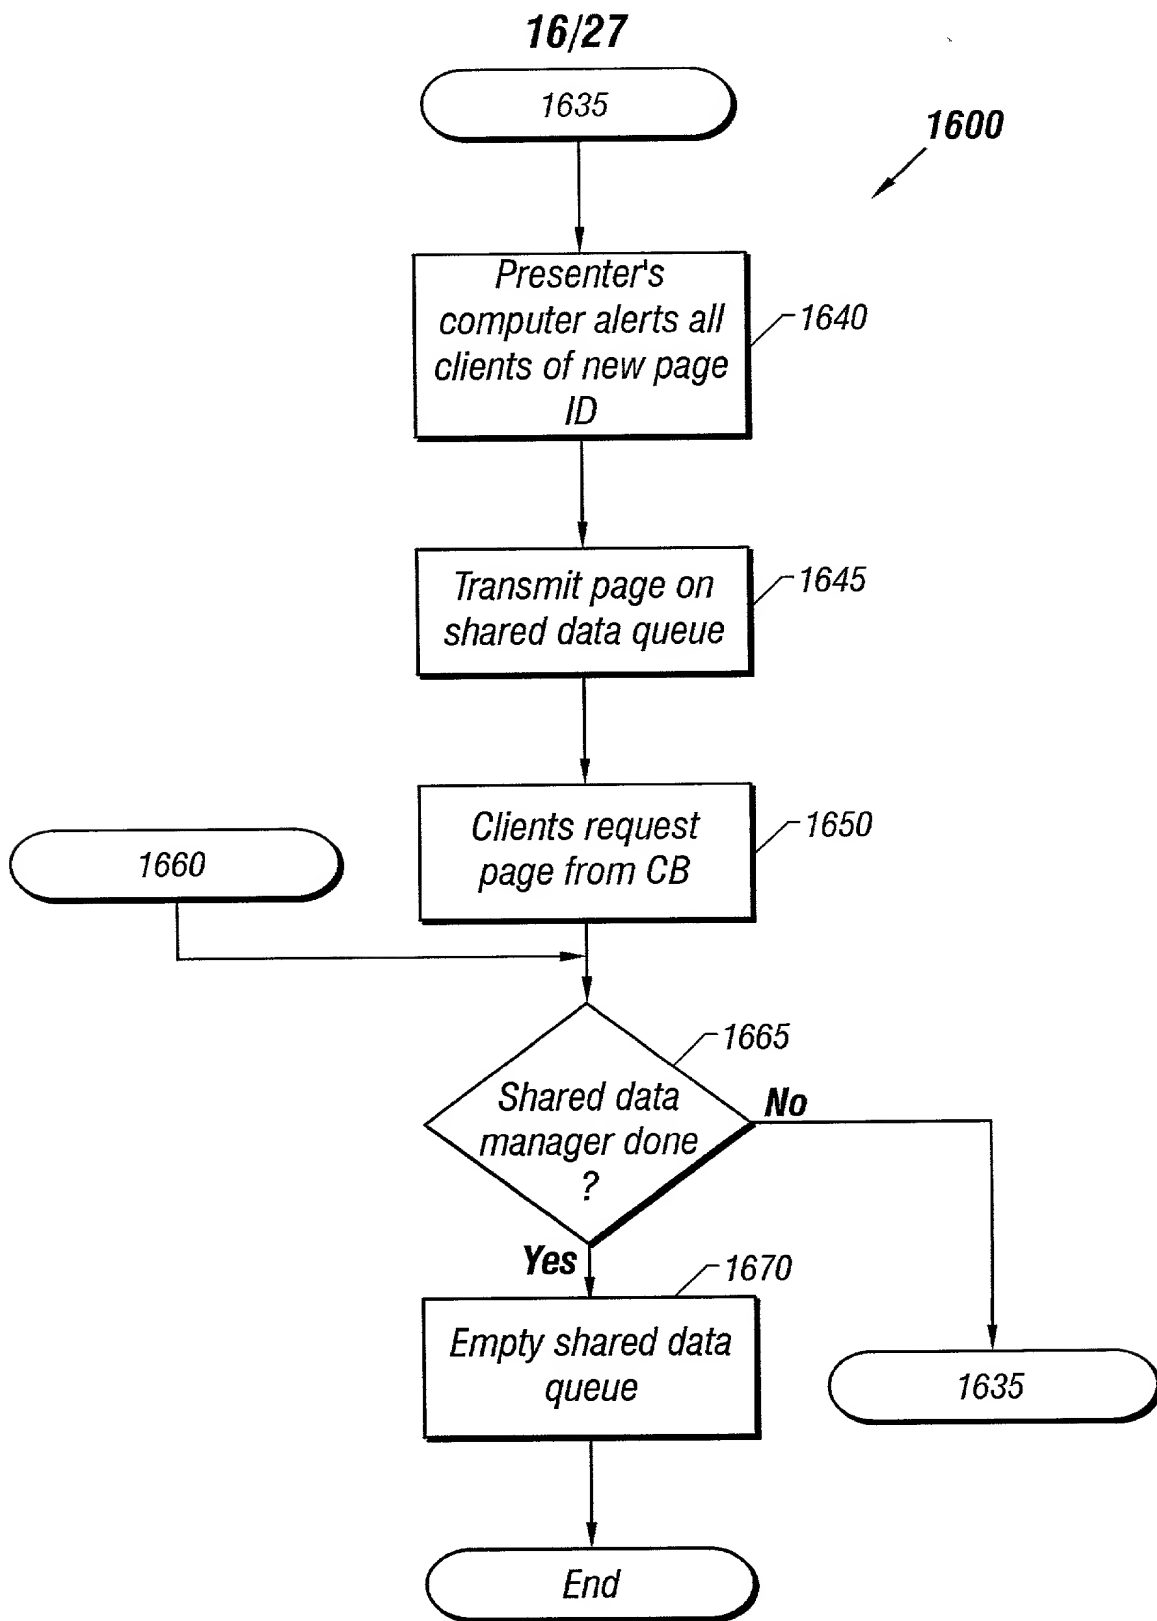 16/27
1635
1600
Presenter's
computer alerts all
clients of new page
ID
1640
Transmit page on
shared data queue
1645
Clients request
page from CB
1650
1660
1665
Shared data
manager done
?
No
Yes
1670
Empty shared data
queue
1635
End